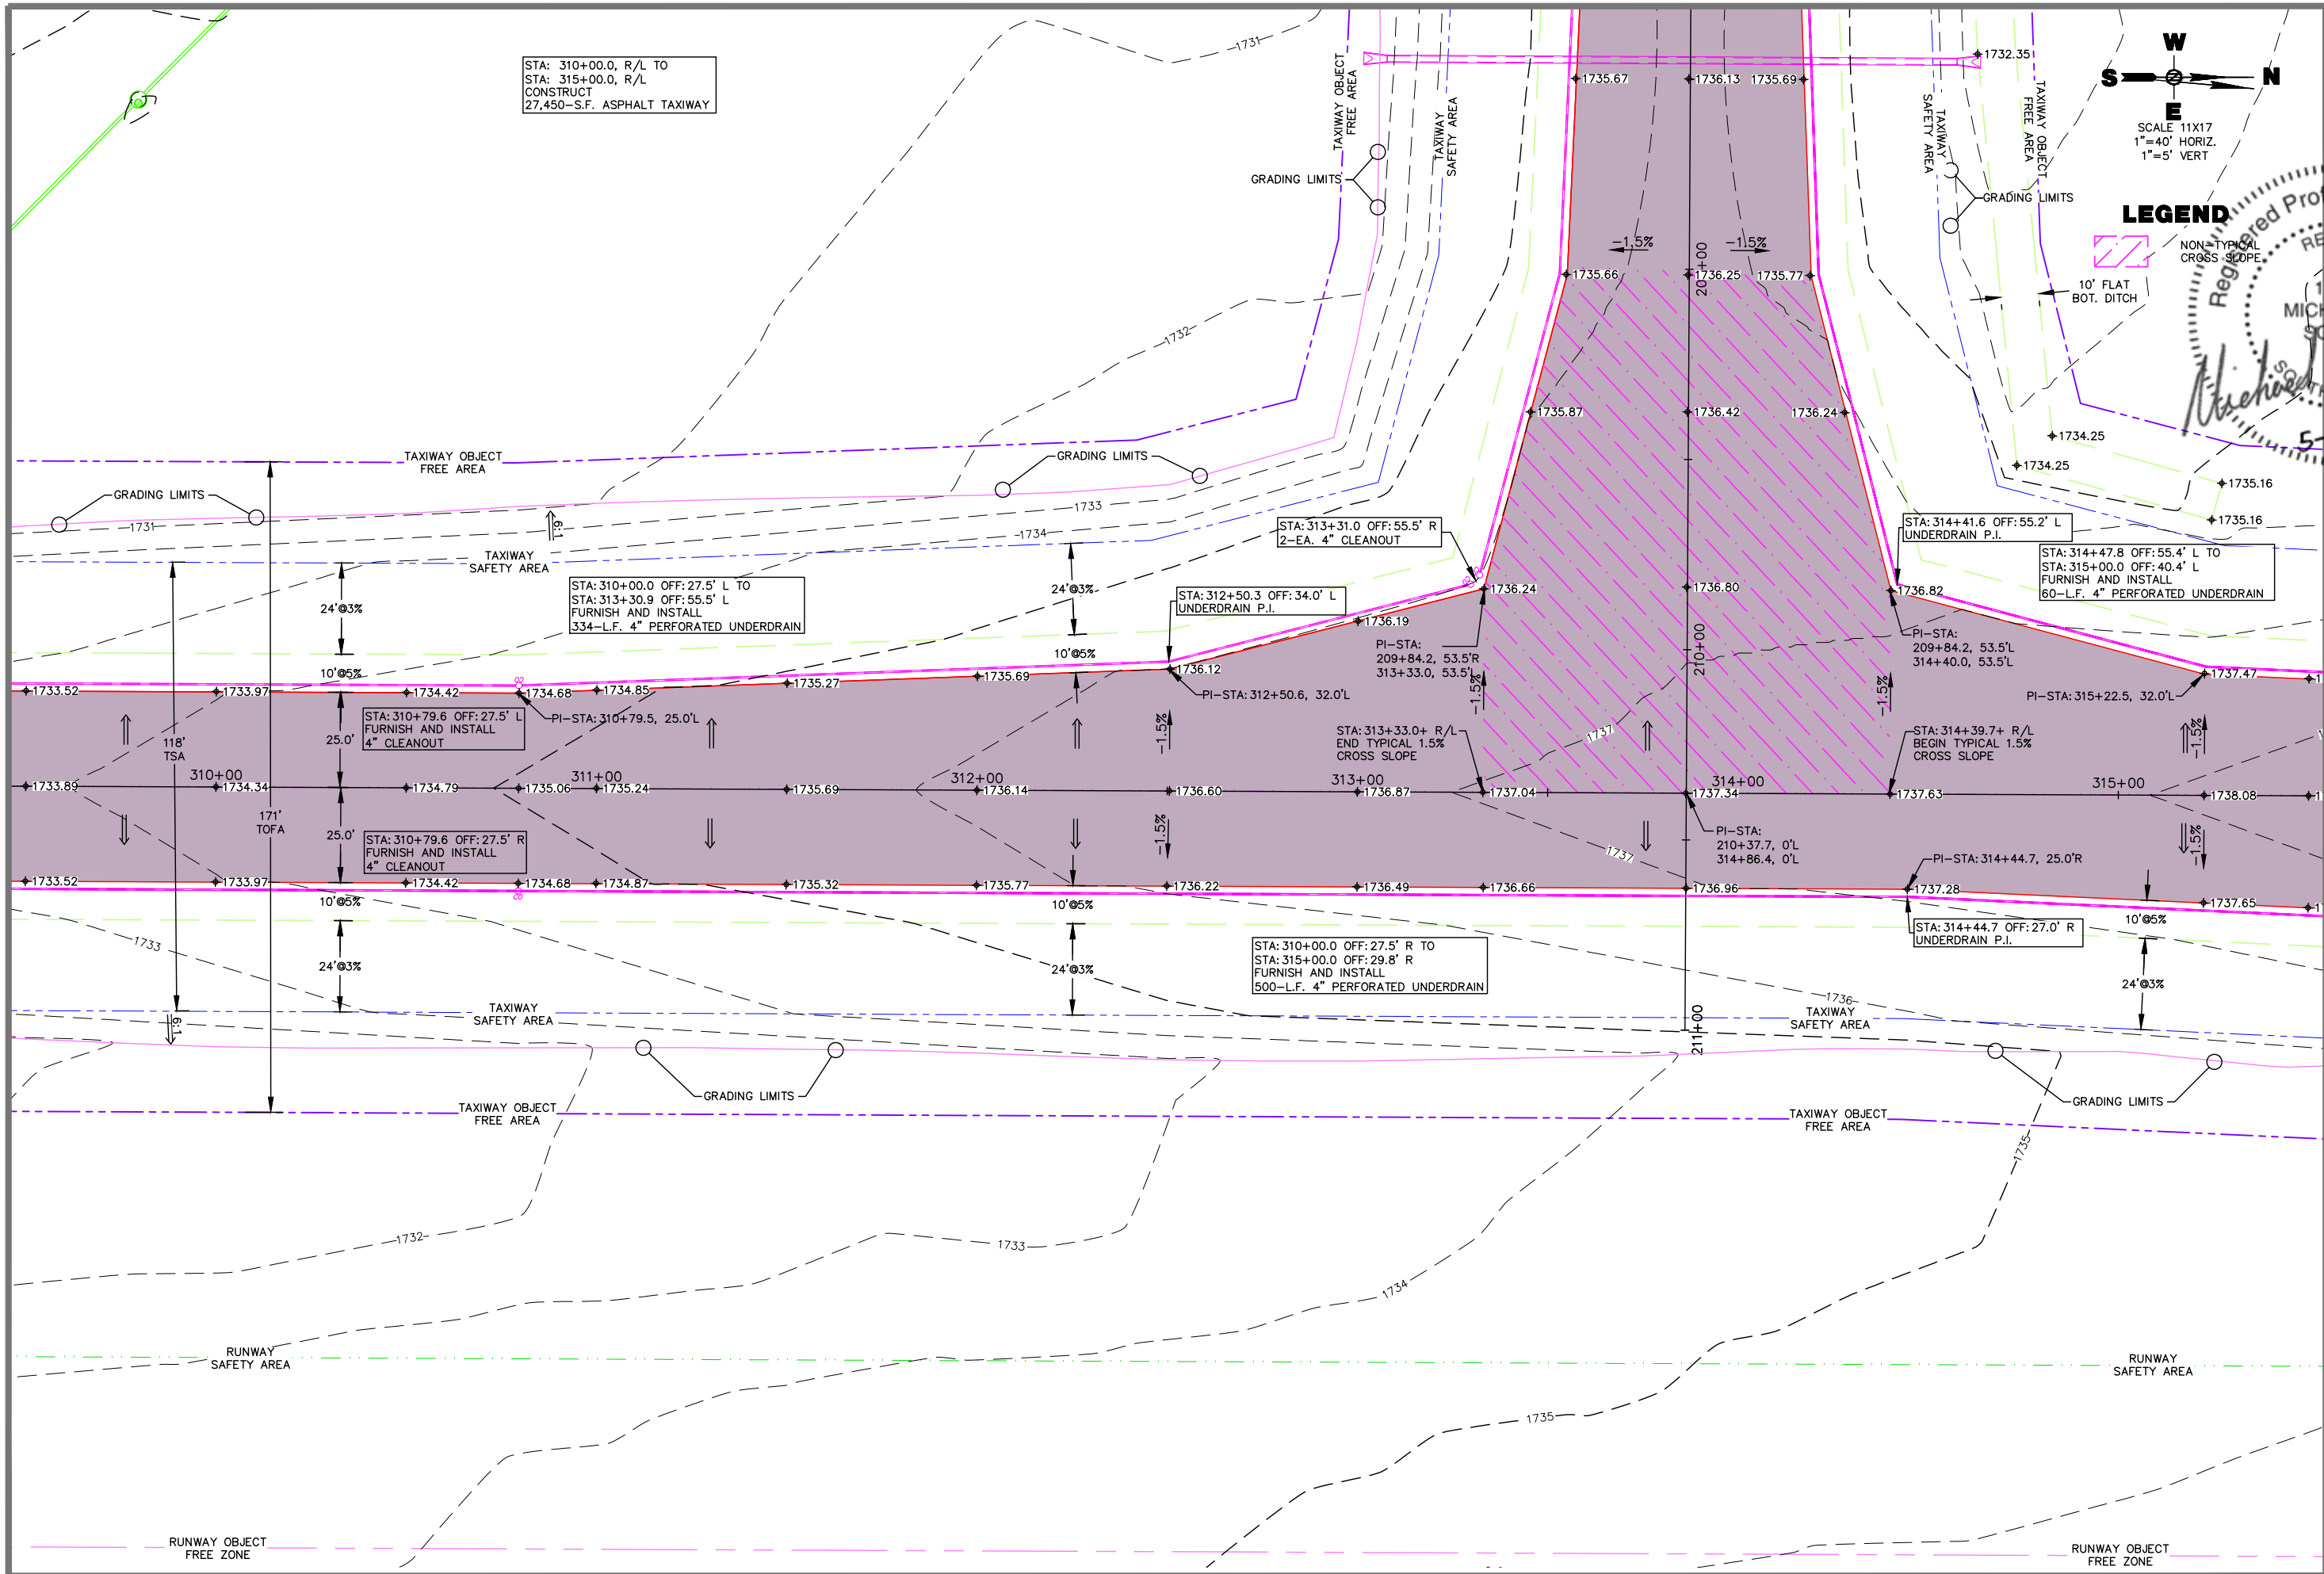 STA: 310+00.0, R/L TO
STA: 315+00.0, R/L
CONSTRUCT
27,450-S.F. ASPHALT TAXIWAY
1731
TAXIWAY OBJECT
FREE AREA
TAXIWAY
SAFETY AREA
GRADING LIMITS
1735.67
1736.13
1735.69
1732.35
TAXIWAY
SAFETY AREA
TAXIWAY OBJECT
FREE AREA
GRADING LIMITS
W
S
N
E
SCALE 11X17
1"=40' HORIZ.
1"=5' VERT
LEGEND
NON-TYPICAL
CROSS SLOPE
10' FLAT
BOT. DITCH
Registered
MICH
5-
-1.5%
-1.5%
1735.66
1736.25
1735.77
1732
1735.87
1736.42
1736.24
1734.25
1734.25
1735.16
1735.16
TAXIWAY OBJECT
FREE AREA
GRADING LIMITS
GRADING LIMITS
1731
6:1
1733
1734
TAXIWAY
SAFETY AREA
STA: 313+31.0 OFF: 55.5' R
2-EA. 4" CLEANOUT
STA: 314+41.6 OFF: 55.2' L
UNDERDRAIN P.I.
STA: 314+47.8 OFF: 55.4' L TO
STA: 315+00.0 OFF: 40.4' L
FURNISH AND INSTALL
60-L.F. 4" PERFORATED UNDERDRAIN
24'@3%
STA: 310+00.0 OFF: 27.5' L TO
STA: 313+30.9 OFF: 55.5' L
FURNISH AND INSTALL
334-L.F. 4" PERFORATED UNDERDRAIN
24'@3%
STA: 312+50.3 OFF: 34.0' L
UNDERDRAIN P.I.
1736.24
1736.80
1736.82
1736.19
10'@5%
10'@5%
1736.12
PI-STA:
209+84.2, 53.5'R
313+33.0, 53.5'L
210+00
PI-STA:
209+84.2, 53.5'L
314+40.0, 53.5'L
1737.47
1733.52
1733.97
1734.42
1734.68
1734.85
1735.27
1735.69
PI-STA: 312+50.6, 32.0'L
PI-STA: 315+22.5, 32.0'L
PI-STA: 310+79.5, 25.0'L
STA: 310+79.6 OFF: 27.5' L
FURNISH AND INSTALL
4" CLEANOUT
118'
TSA
25.0'
-1.5%
-1.5%
-1.5%
-1.5%
STA: 313+33.0+ R/L
END TYPICAL 1.5%
CROSS SLOPE
1737
STA: 314+39.7+ R/L
BEGIN TYPICAL 1.5%
CROSS SLOPE
310+00
311+00
312+00
313+00
314+00
315+00
1733.89
1734.34
1734.79
1735.06
1735.24
1735.69
1736.14
1736.60
1736.87
1737.04
1737.34
1737.63
1738.08
171'
TOFA
25.0'
STA: 310+79.6 OFF: 27.5' R
FURNISH AND INSTALL
4" CLEANOUT
-1.5%
-1.5%
1737
PI-STA:
210+37.7, 0'L
314+86.4, 0'L
PI-STA: 314+44.7, 25.0'R
1733.52
1733.97
1734.42
1734.68
1734.87
1735.32
1735.77
1736.22
1736.49
1736.66
1736.96
1737.28
1737.65
10'@5%
10'@5%
10'@5%
1733
24'@3%
24'@3%
24'@3%
STA: 310+00.0 OFF: 27.5' R TO
STA: 315+00.0 OFF: 29.8' R
FURNISH AND INSTALL
500-L.F. 4" PERFORATED UNDERDRAIN
STA: 314+44.7 OFF: 27.0' R
UNDERDRAIN P.I.
1736
6:1
TAXIWAY
SAFETY AREA
211+00
TAXIWAY
SAFETY AREA
GRADING LIMITS
GRADING LIMITS
TAXIWAY OBJECT
FREE AREA
TAXIWAY OBJECT
FREE AREA
1732
1733
1734
1735
RUNWAY
SAFETY AREA
RUNWAY
SAFETY AREA
1735
RUNWAY OBJECT
FREE ZONE
RUNWAY OBJECT
FREE ZONE